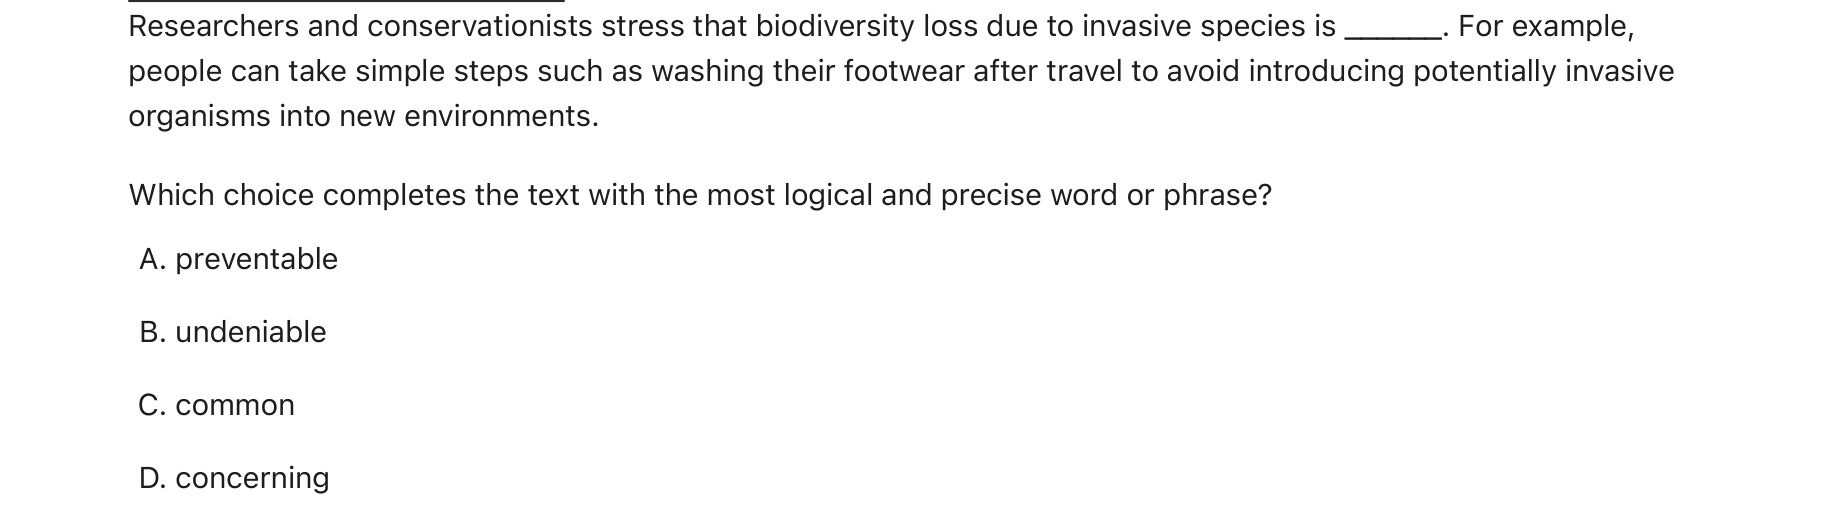 Researchers and conservationists stress that biodiversity loss due to invasive species is ______. For example,
people can take simple steps such as washing their footwear after travel to avoid introducing potentially invasive
organisms into new environments.
Which choice completes the text with the most logical and precise word or phrase?
A. preventable
B. undeniable
C. common
D. concerning